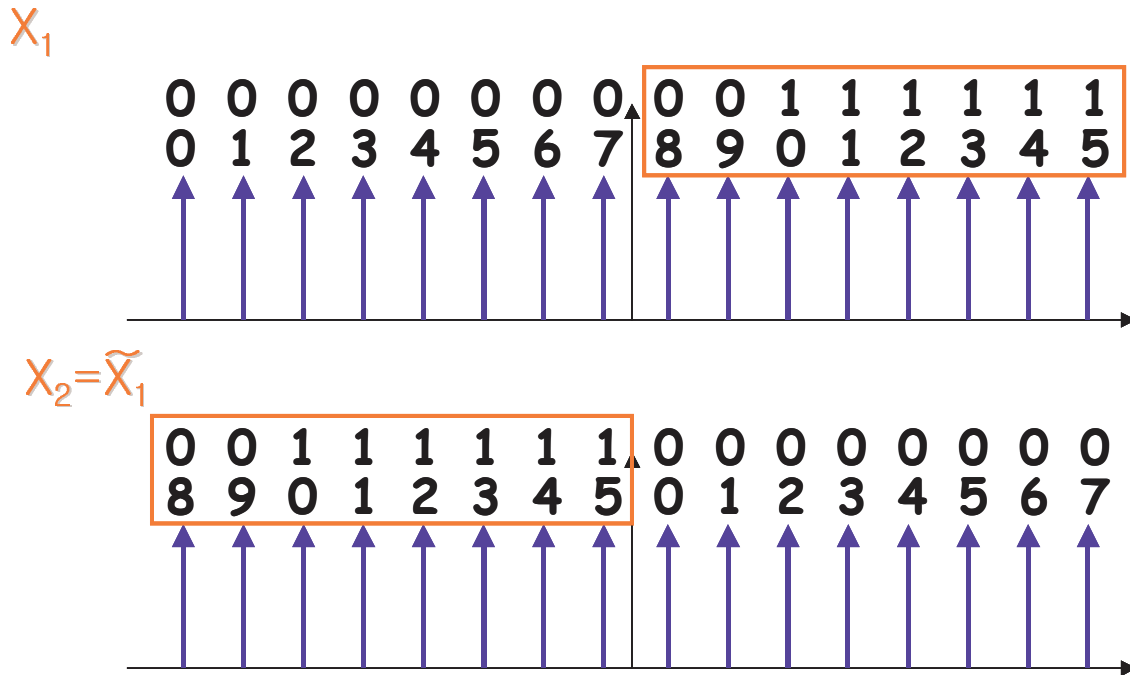 X₁
0 0 0 0 0 0 0 0 0 0 1 1 1 1 1 1
0 1 2 3 4 5 6 7 8 9 0 1 2 3 4 5
X₂=X̃₁
0 0 1 1 1 1 1 1 0 0 0 0 0 0 0 0
8 9 0 1 2 3 4 5 0 1 2 3 4 5 6 7